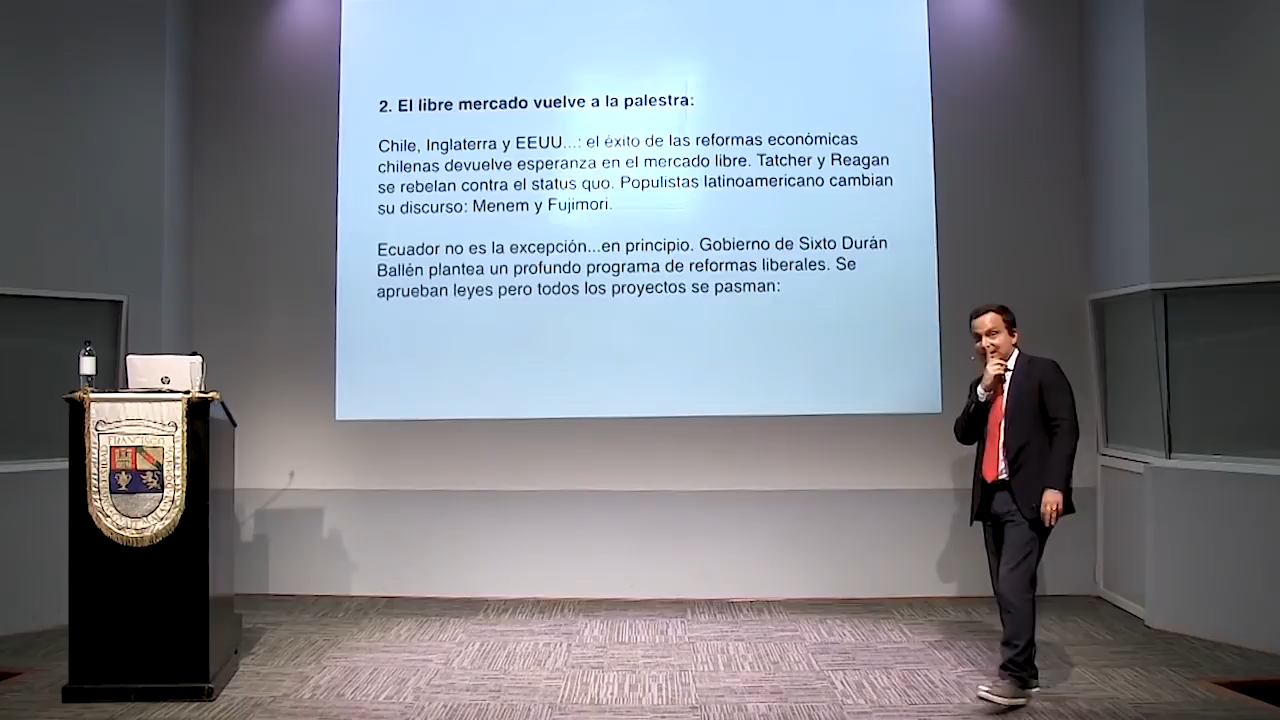 2. El libre mercado vuelve a la palestra:
Chile, Inglaterra y EEUU...: el éxito de las reformas económicas
chilenas devuelve esperanza en el mercado libre. Tatcher y Reagan
se rebelan contra el status quo. Populistas latinoamericano cambian
su discurso: Menem y Fujimori.
Ecuador no es la excepción...en principio. Gobierno de Sixto Durán
Ballén plantea un profundo programa de reformas liberales. Se
aprueban leyes pero todos los proyectos se pasman:
hp
FRANCISCO